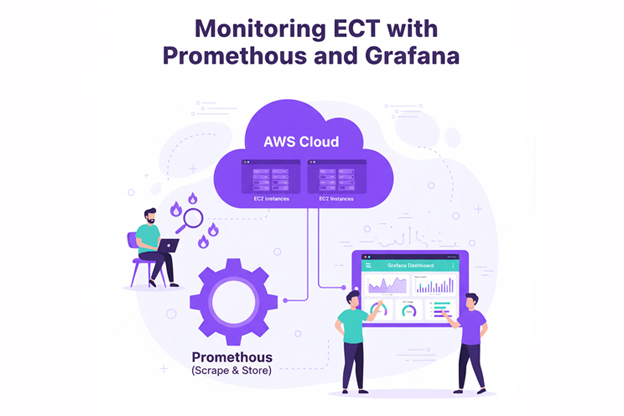 Monitoring ECT with
Promethous and Grafana
AWS Cloud
EC2 Instances
EC2 Instances
Grafana Dashboard
Promethous
(Scrape & Store)